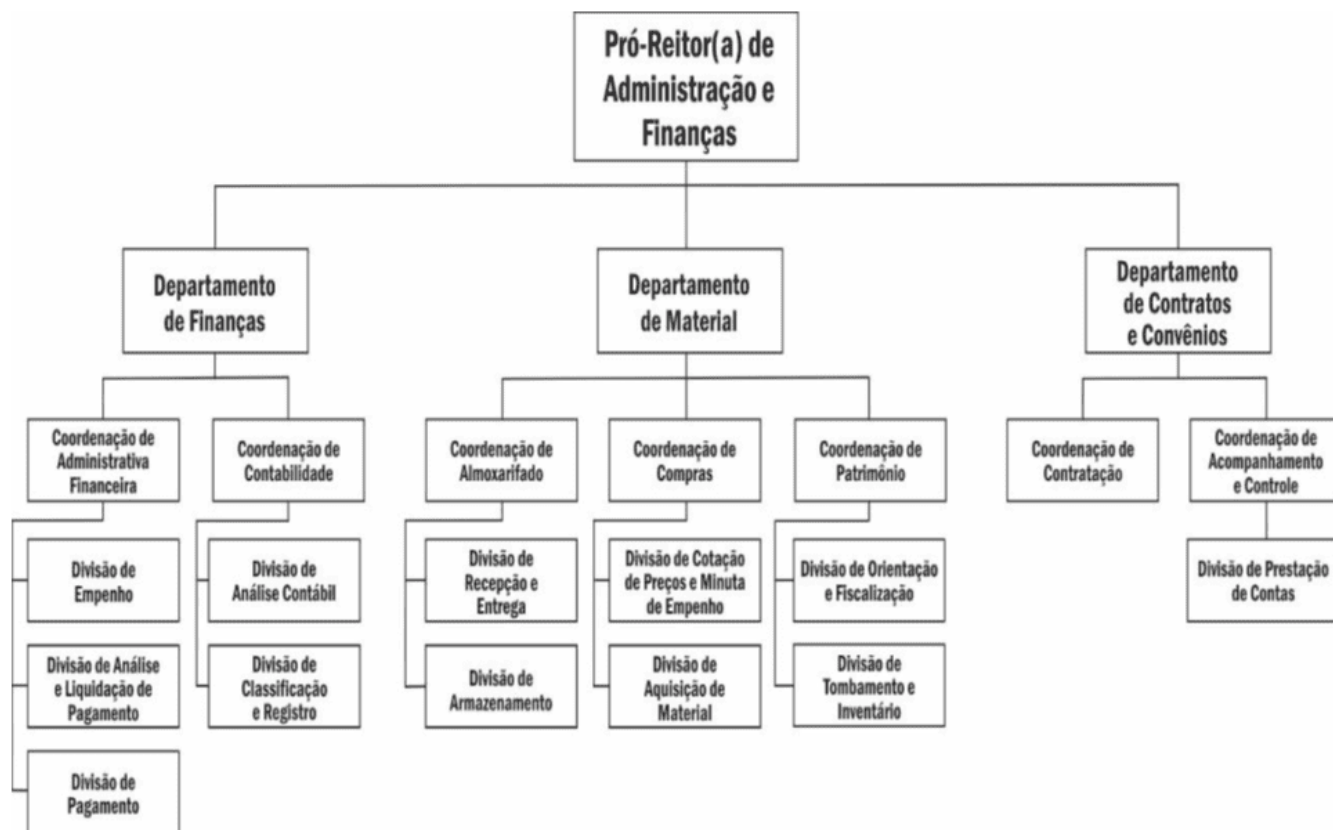 Pró-Reitor(a) de
Administração e
Finanças
Departamento
de Finanças
Departamento
de Material
Departamento
de Contratos
e Convênios
Coordenação de
Administrativa
Financeira
Coordenação de
Contabilidade
Coordenação de
Almoxarifado
Coordenação de
Compras
Coordenação de
Patrimônio
Coordenação de
Contratação
Coordenação de
Acompanhamento
e Controle
Divisão de
Empenho
Divisão de
Análise Contábil
Divisão de
Recepção e
Entrega
Divisão de Cotação
de Preços e Minuta
de Empenho
Divisão de Orientação
e Fiscalização
Divisão de Prestação
de Contas
Divisão de Análise
e Liquidação de
Pagamento
Divisão de
Classificação
e Registro
Divisão de
Armazenamento
Divisão de
Aquisição de
Material
Divisão de
Tombamento e
Inventário
Divisão de
Pagamento